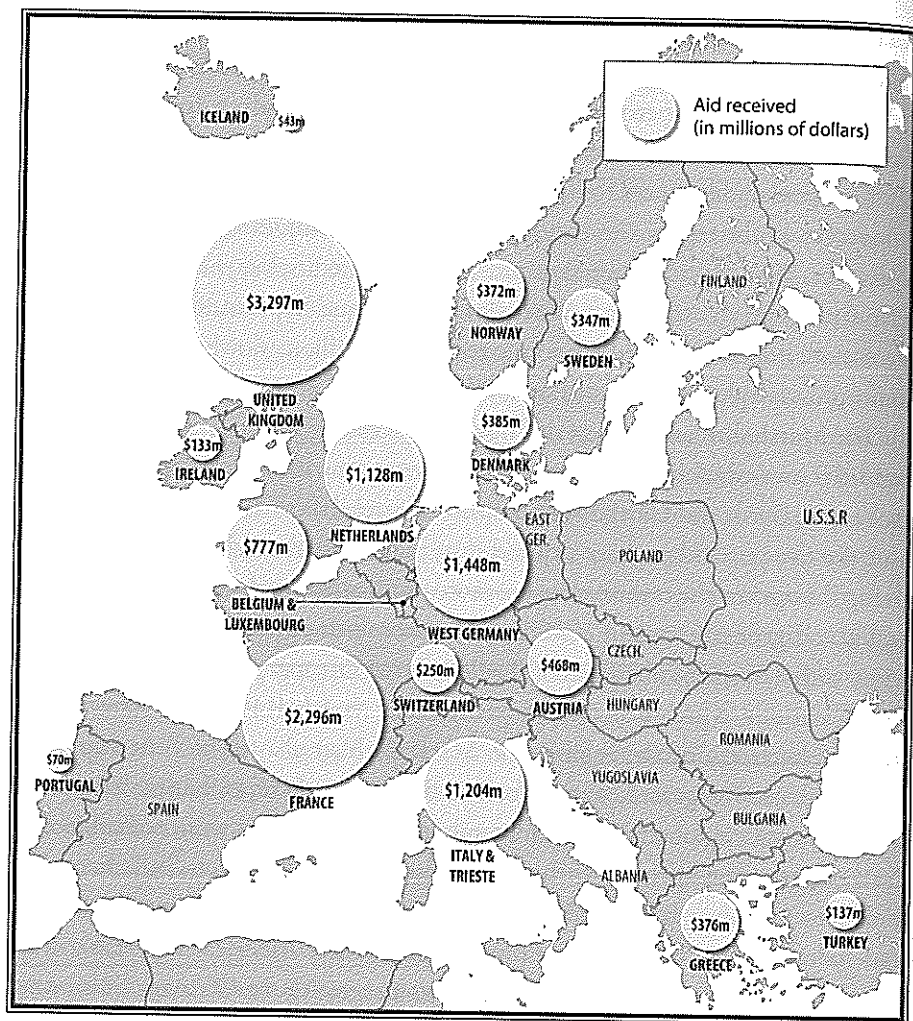 ICELAND
$43m
Aid received
(in millions of dollars)
$3,297m
UNITED
KINGDOM
$372m
NORWAY
$347m
SWEDEN
FINLAND
$133m
IRELAND
$385m
DENMARK
$1,128m
NETHERLANDS
$777m
BELGIUM &
LUXEMBOURG
EAST
GER.
$1,448m
WEST GERMANY
POLAND
U.S.S.R
CZECH.
$250m
SWITZERLAND
$468m
AUSTRIA
HUNGARY
ROMANIA
$2,296m
FRANCE
$70m
PORTUGAL
SPAIN
YUGOSLAVIA
BULGARIA
$1,204m
ITALY &
TRIESTE
ALBANIA
$376m
GREECE
$137m
TURKEY